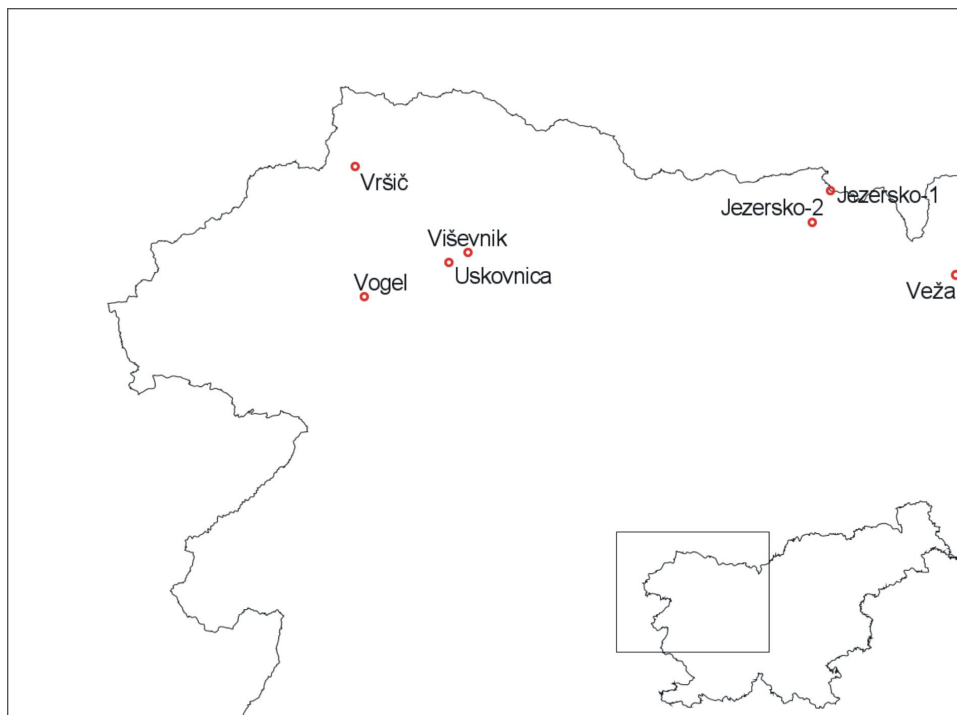 Vršič
Jezersko-1
Jezersko-2
Viševnik
Uskovnica
Vogel
Veža